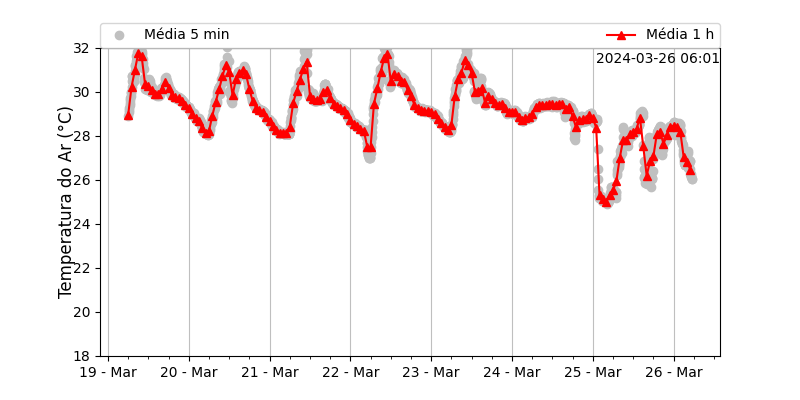 Média 5 min
Média 1 h
2024-03-26 06:01
Temperatura do Ar (°C)
32
30
28
26
24
22
20
18
19 - Mar
20 - Mar
21 - Mar
22 - Mar
23 - Mar
24 - Mar
25 - Mar
26 - Mar